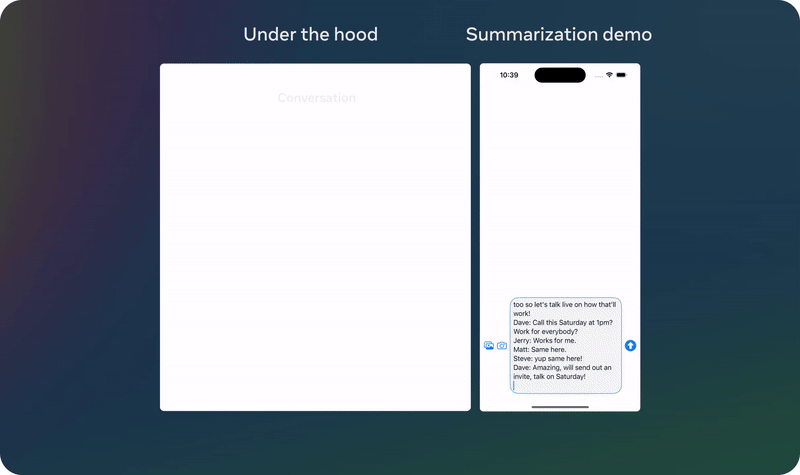 Under the hood
Summarization demo
Conversation
10:39
too so let's talk live on how that'll
work!
Dave: Call this Saturday at 1pm?
Work for everybody?
Jerry: Works for me.
Matt: Same here.
Steve: yup same here!
Dave: Amazing, will send out an
invite, talk on Saturday!